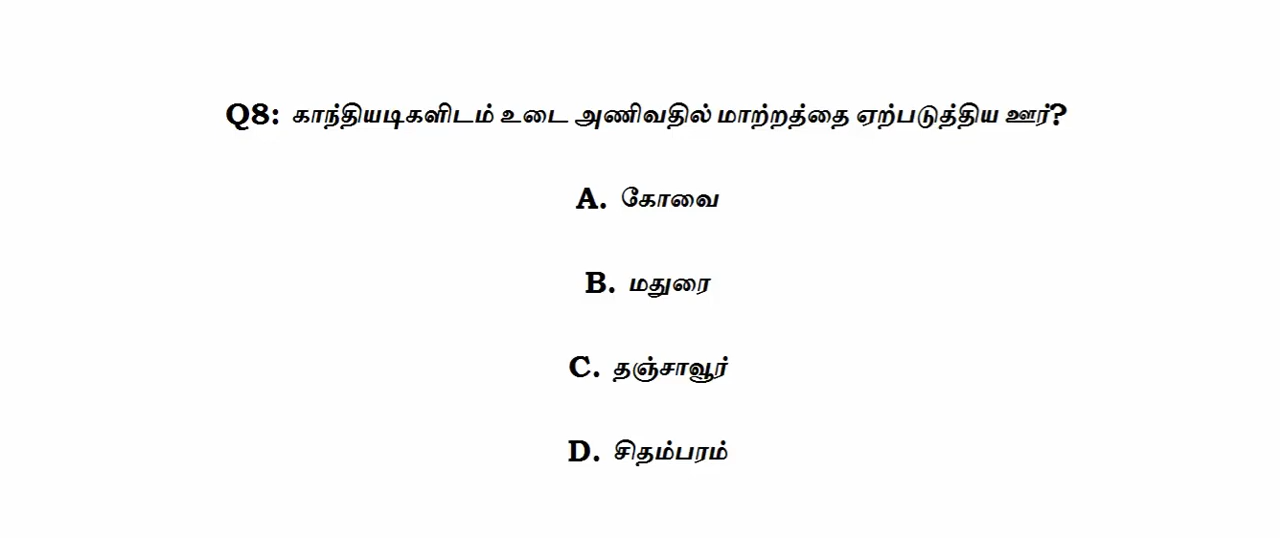 Q8: காந்தியடிகளிடம் உடை அணிவதில் மாற்றத்தை ஏற்படுத்திய ஊர்?
A. கோவை
B. மதுரை
C. தஞ்சாவூர்
D. சிதம்பரம்